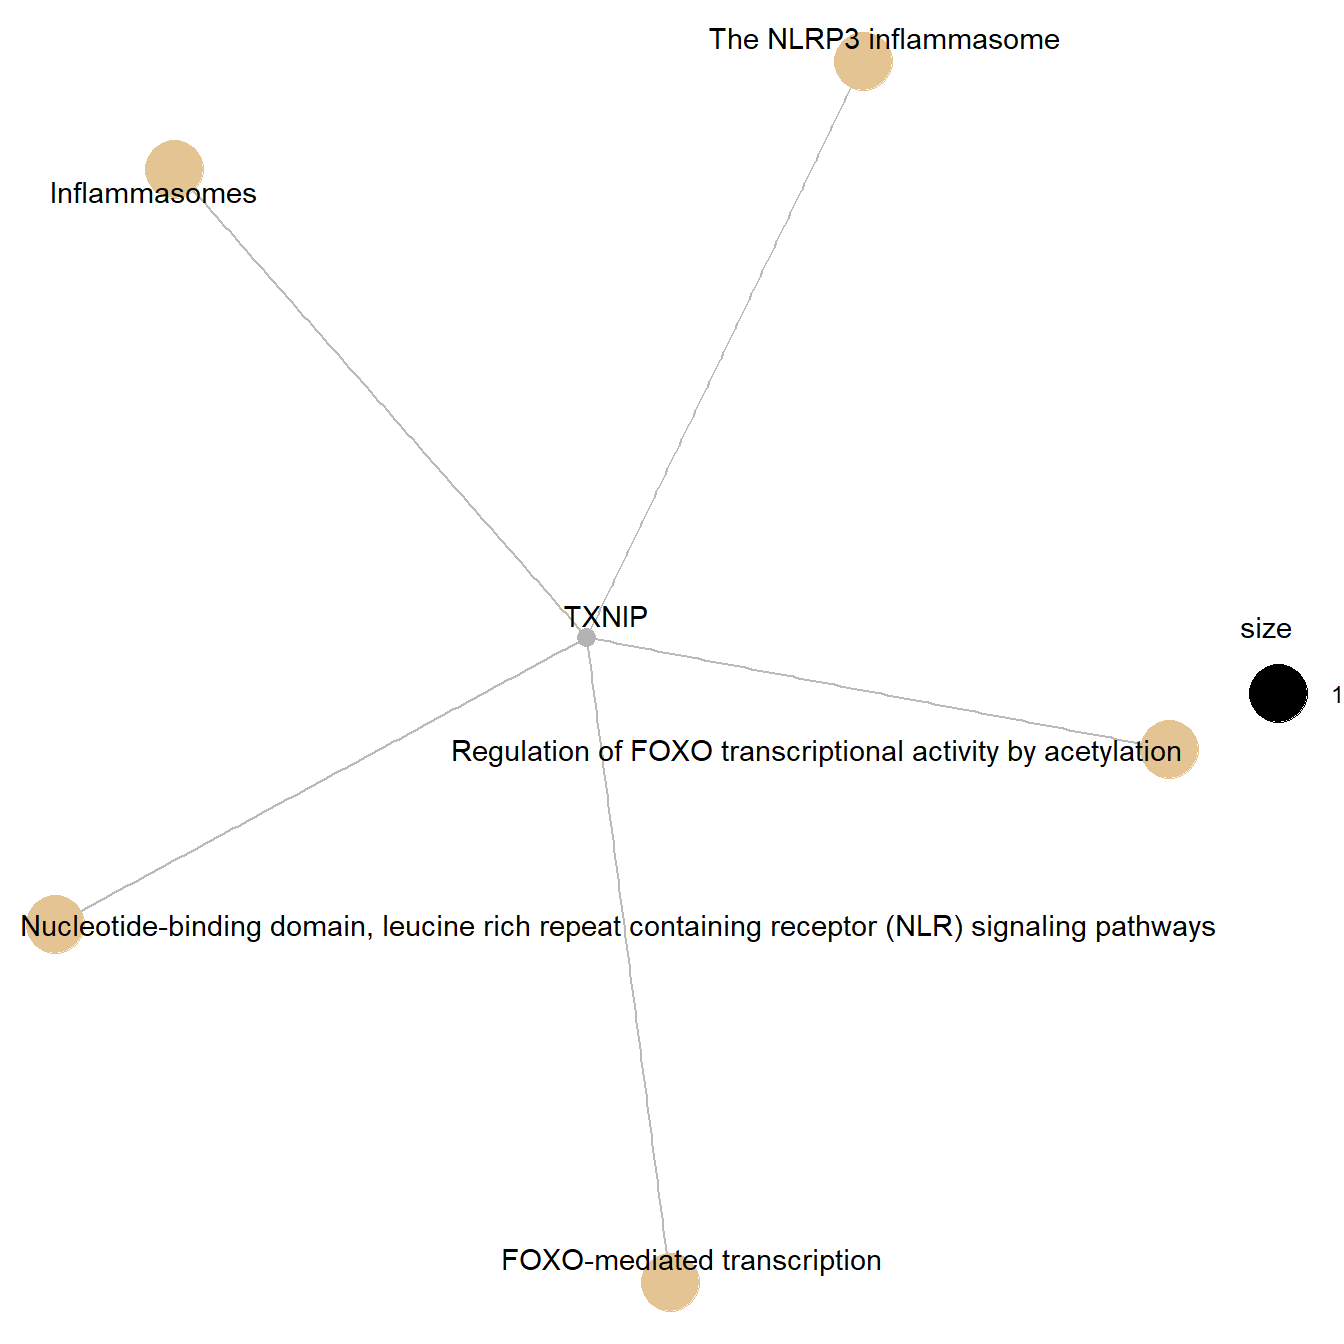 The NLRP3 inflammasome
Inflammasomes
TXNIP
size
1
Regulation of FOXO transcriptional activity by acetylation
Nucleotide-binding domain, leucine rich repeat containing receptor (NLR) signaling pathways
FOXO-mediated transcription